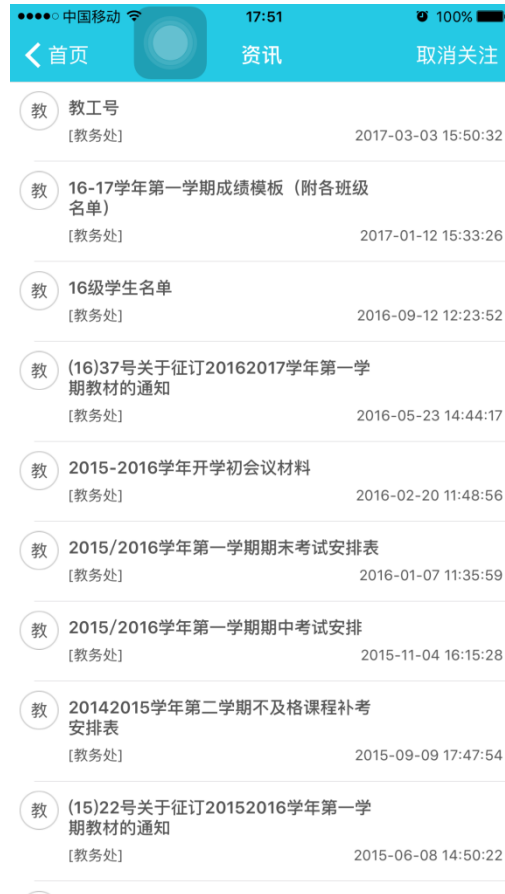 中国移动 17:51 100%
首页 资讯 取消关注
教 教工号
[教务处] 2017-03-03 15:50:32
教 16-17学年第一学期成绩模板（附各班级
名单）
[教务处] 2017-01-12 15:33:26
教 16级学生名单
[教务处] 2016-09-12 12:23:52
教 (16)37号关于征订20162017学年第一学
期教材的通知
[教务处] 2016-05-23 14:44:17
教 2015-2016学年开学初会议材料
[教务处] 2016-02-20 11:48:56
教 2015/2016学年第一学期期末考试安排表
[教务处] 2016-01-07 11:35:59
教 2015/2016学年第一学期期中考试安排
[教务处] 2015-11-04 16:15:28
教 20142015学年第二学期不及格课程补考
安排表
[教务处] 2015-09-09 17:47:54
教 (15)22号关于征订20152016学年第一学
期教材的通知
[教务处] 2015-06-08 14:50:22